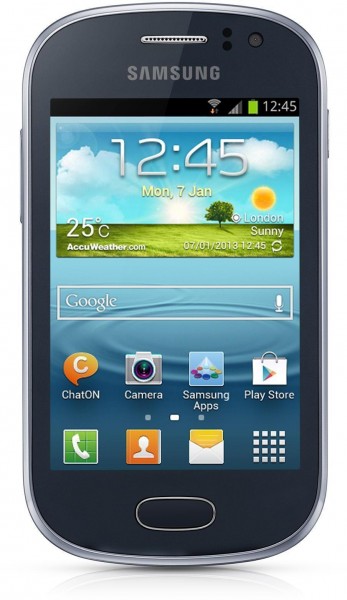 SAMSUNG
12:45
12:45
Mon, 7 Jan
25°C
London
Sunny
AccuWeather.com
07/01/2013 12:45
Google
ChatON
Camera
Samsung
Apps
Play Store